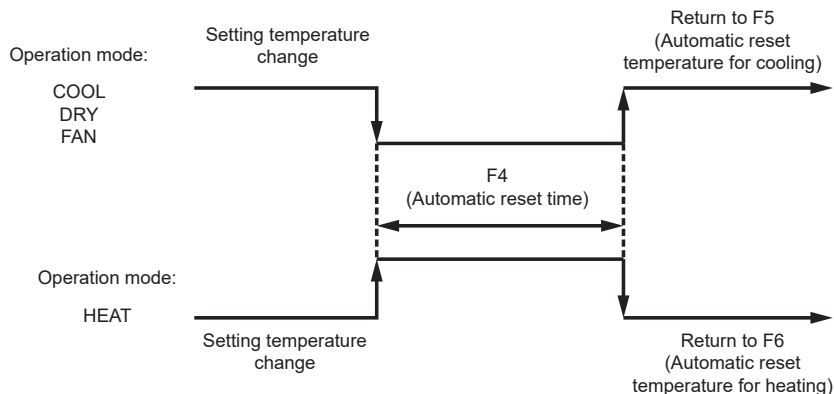 Operation mode:
COOL
DRY
FAN
Setting temperature
change
Return to F5
(Automatic reset
temperature for cooling)
F4
(Automatic reset time)
Operation mode:
HEAT
Setting temperature
change
Return to F6
(Automatic reset
temperature for heating)